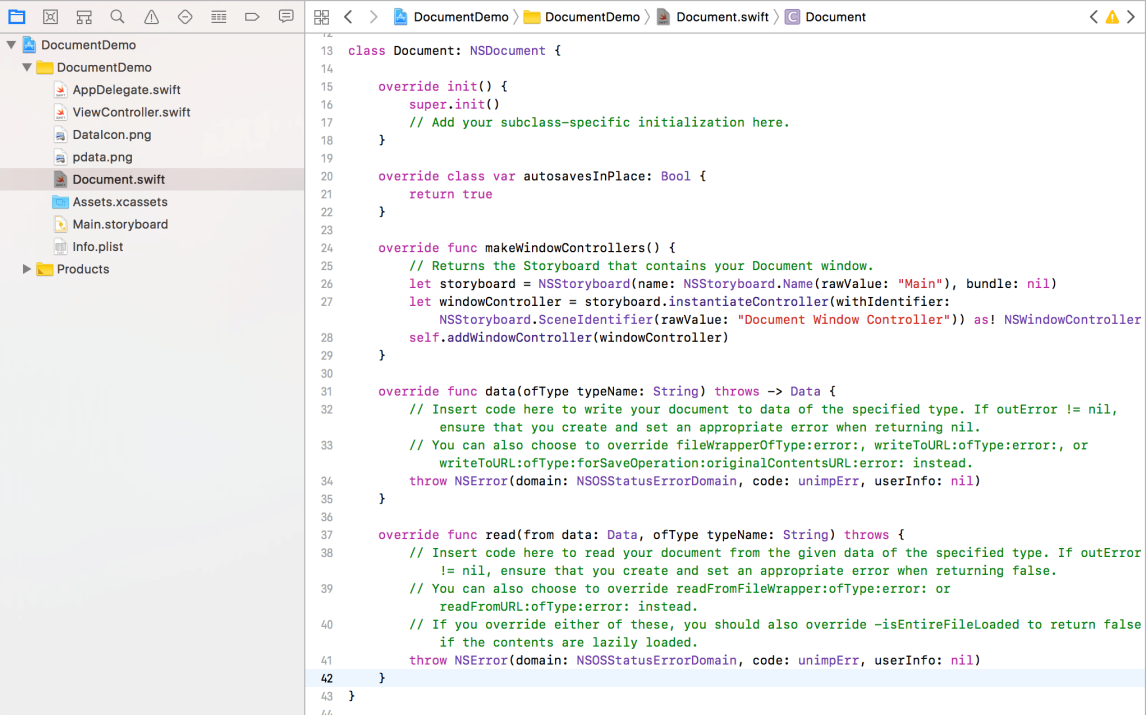 DocumentDemo
DocumentDemo
AppDelegate.swift
ViewController.swift
DataIcon.png
pdata.png
Document.swift
Assets.xcassets
Main.storyboard
Info.plist
Products
DocumentDemo 〉 DocumentDemo 〉 Document.swift 〉 C Document
12
13 class Document: NSDocument {
14
15 override init() {
16 super.init()
17 // Add your subclass-specific initialization here.
18 }
19
20 override class var autosavesInPlace: Bool {
21 return true
22 }
23
24 override func makeWindowControllers() {
25 // Returns the Storyboard that contains your Document window.
26 let storyboard = NSStoryboard(name: NSStoryboard.Name(rawValue: "Main"), bundle: nil)
27 let windowController = storyboard.instantiateController(withIdentifier:
NSStoryboard.SceneIdentifier(rawValue: "Document Window Controller")) as! NSWindowController
28 self.addWindowController(windowController)
29 }
30
31 override func data(ofType typeName: String) throws -> Data {
32 // Insert code here to write your document to data of the specified type. If outError != nil,
ensure that you create and set an appropriate error when returning nil.
33 // You can also choose to override fileWrapperOfType:error:, writeToURL:ofType:error:, or
writeToURL:ofType:forSaveOperation:originalContentsURL:error: instead.
34 throw NSError(domain: NSOSStatusErrorDomain, code: unimpErr, userInfo: nil)
35 }
36
37 override func read(from data: Data, ofType typeName: String) throws {
38 // Insert code here to read your document from the given data of the specified type. If outError
!= nil, ensure that you create and set an appropriate error when returning false.
39 // You can also choose to override readFromFileWrapper:ofType:error: or
readFromURL:ofType:error: instead.
40 // If you override either of these, you should also override -isEntireFileLoaded to return false
if the contents are lazily loaded.
41 throw NSError(domain: NSOSStatusErrorDomain, code: unimpErr, userInfo: nil)
42 }
43 }
44